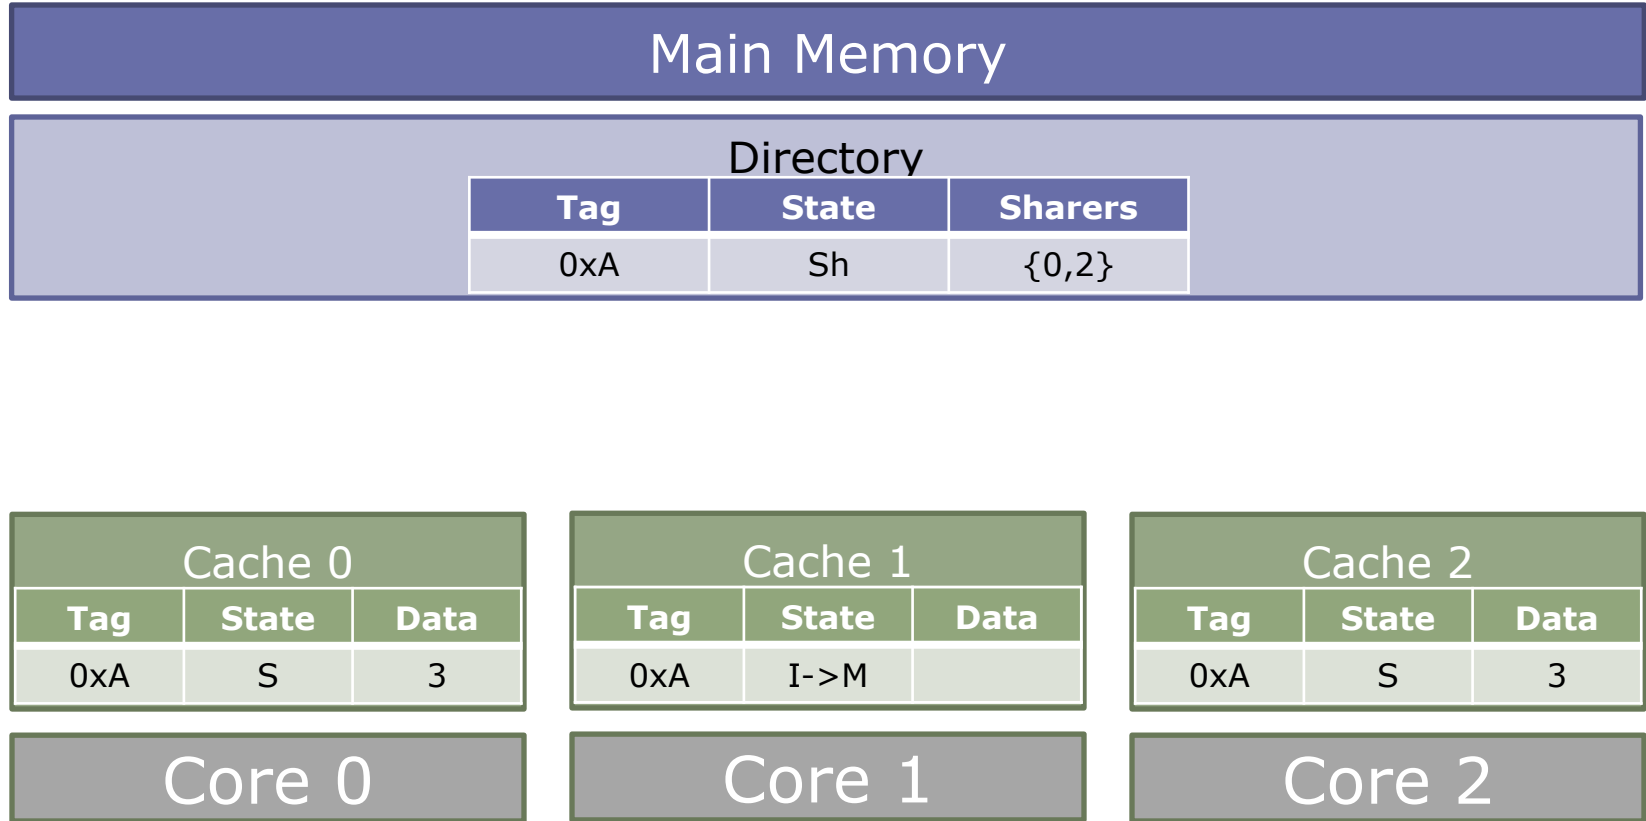 Main Memory
Directory
Tag State Sharers
0xA Sh {0,2}
Cache 0 Cache 1 Cache 2
Tag State Data Tag State Data Tag State Data
0xA S 3 0xA I->M 0xA S 3
Core 0 Core 1 Core 2